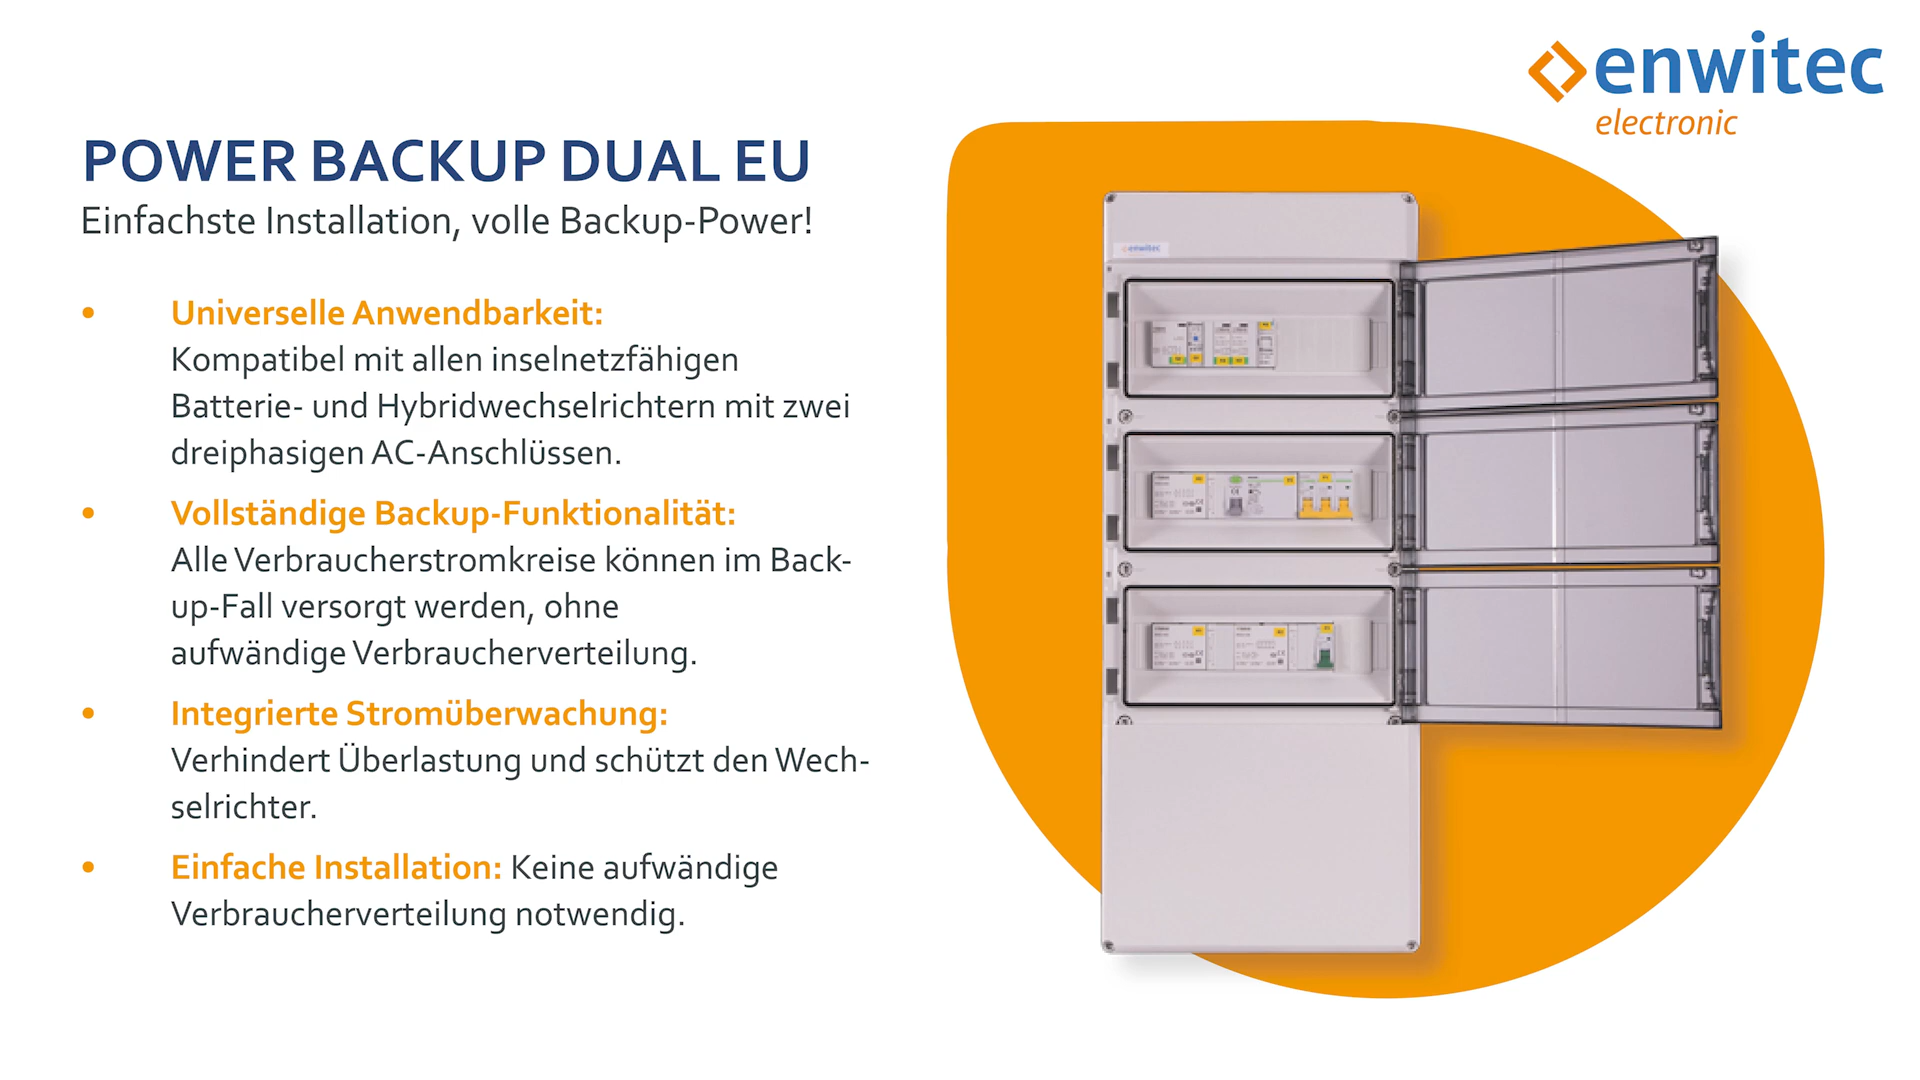 enwitec
electronic
POWER BACKUP DUAL EU
Einfachste Installation, volle Backup-Power!
• Universelle Anwendbarkeit:
Kompatibel mit allen inselnetzfähigen
Batterie- und Hybridwechselrichtern mit zwei
dreiphasigen AC-Anschlüssen.
• Vollständige Backup-Funktionalität:
Alle Verbraucherstromkreise können im Back-
up-Fall versorgt werden, ohne
aufwändige Verbraucherverteilung.
• Integrierte Stromüberwachung:
Verhindert Überlastung und schützt den Wech-
selrichter.
• Einfache Installation: Keine aufwändige
Verbraucherverteilung notwendig.
enwitec